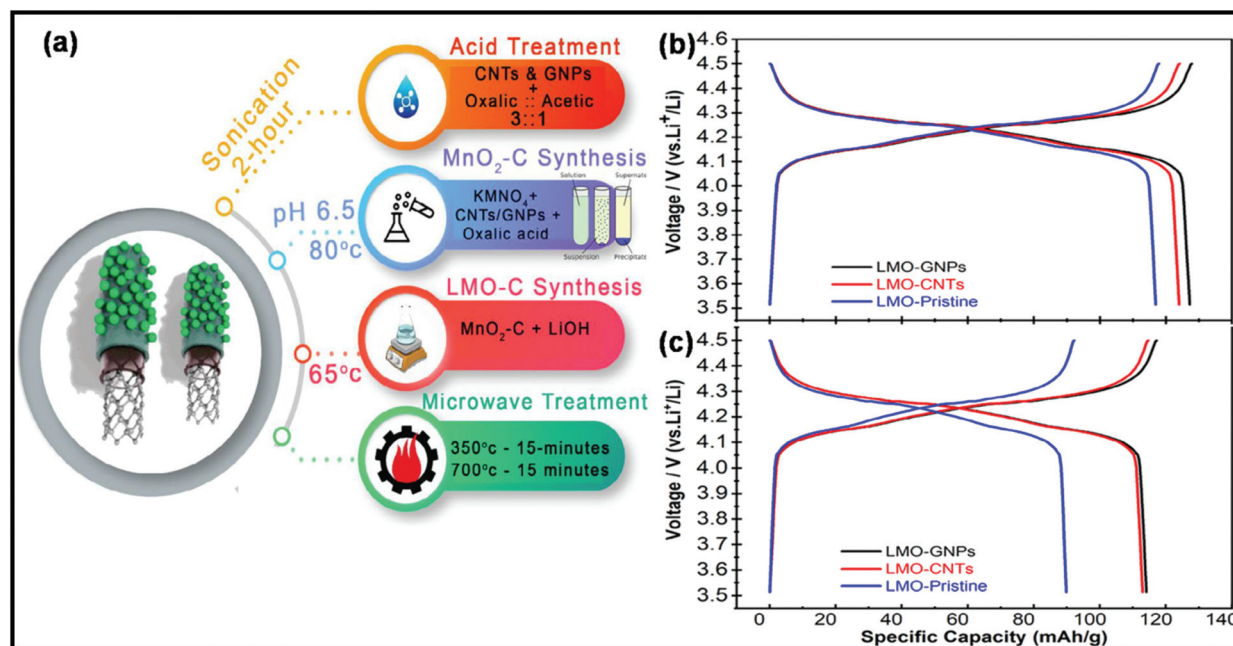 (a)
Sonication
2-hour
Acid Treatment
CNTs & GNPs
+
Oxalic :: Acetic
3::1
pH 6.5
80°c
MnO₂-C Synthesis
KMNO₄+
CNTs/GNPs +
Oxalic acid
Solution
Supernate
Suspension
Precipitate
65°c
LMO-C Synthesis
MnO₂-C + LiOH
Microwave Treatment
350°c - 15-minutes
700°c - 15 minutes
(b)
Voltage / V (vs.Li⁺/Li)
4.6
4.5
4.4
4.3
4.2
4.1
4.0
3.9
3.8
3.7
3.6
3.5
LMO-GNPs
LMO-CNTs
LMO-Pristine
(c)
Voltage / V (vs.Li⁺/Li)
4.5
4.4
4.3
4.2
4.1
4.0
3.9
3.8
3.7
3.6
3.5
LMO-GNPs
LMO-CNTs
LMO-Pristine
0 20 40 60 80 100 120 140
Specific Capacity (mAh/g)